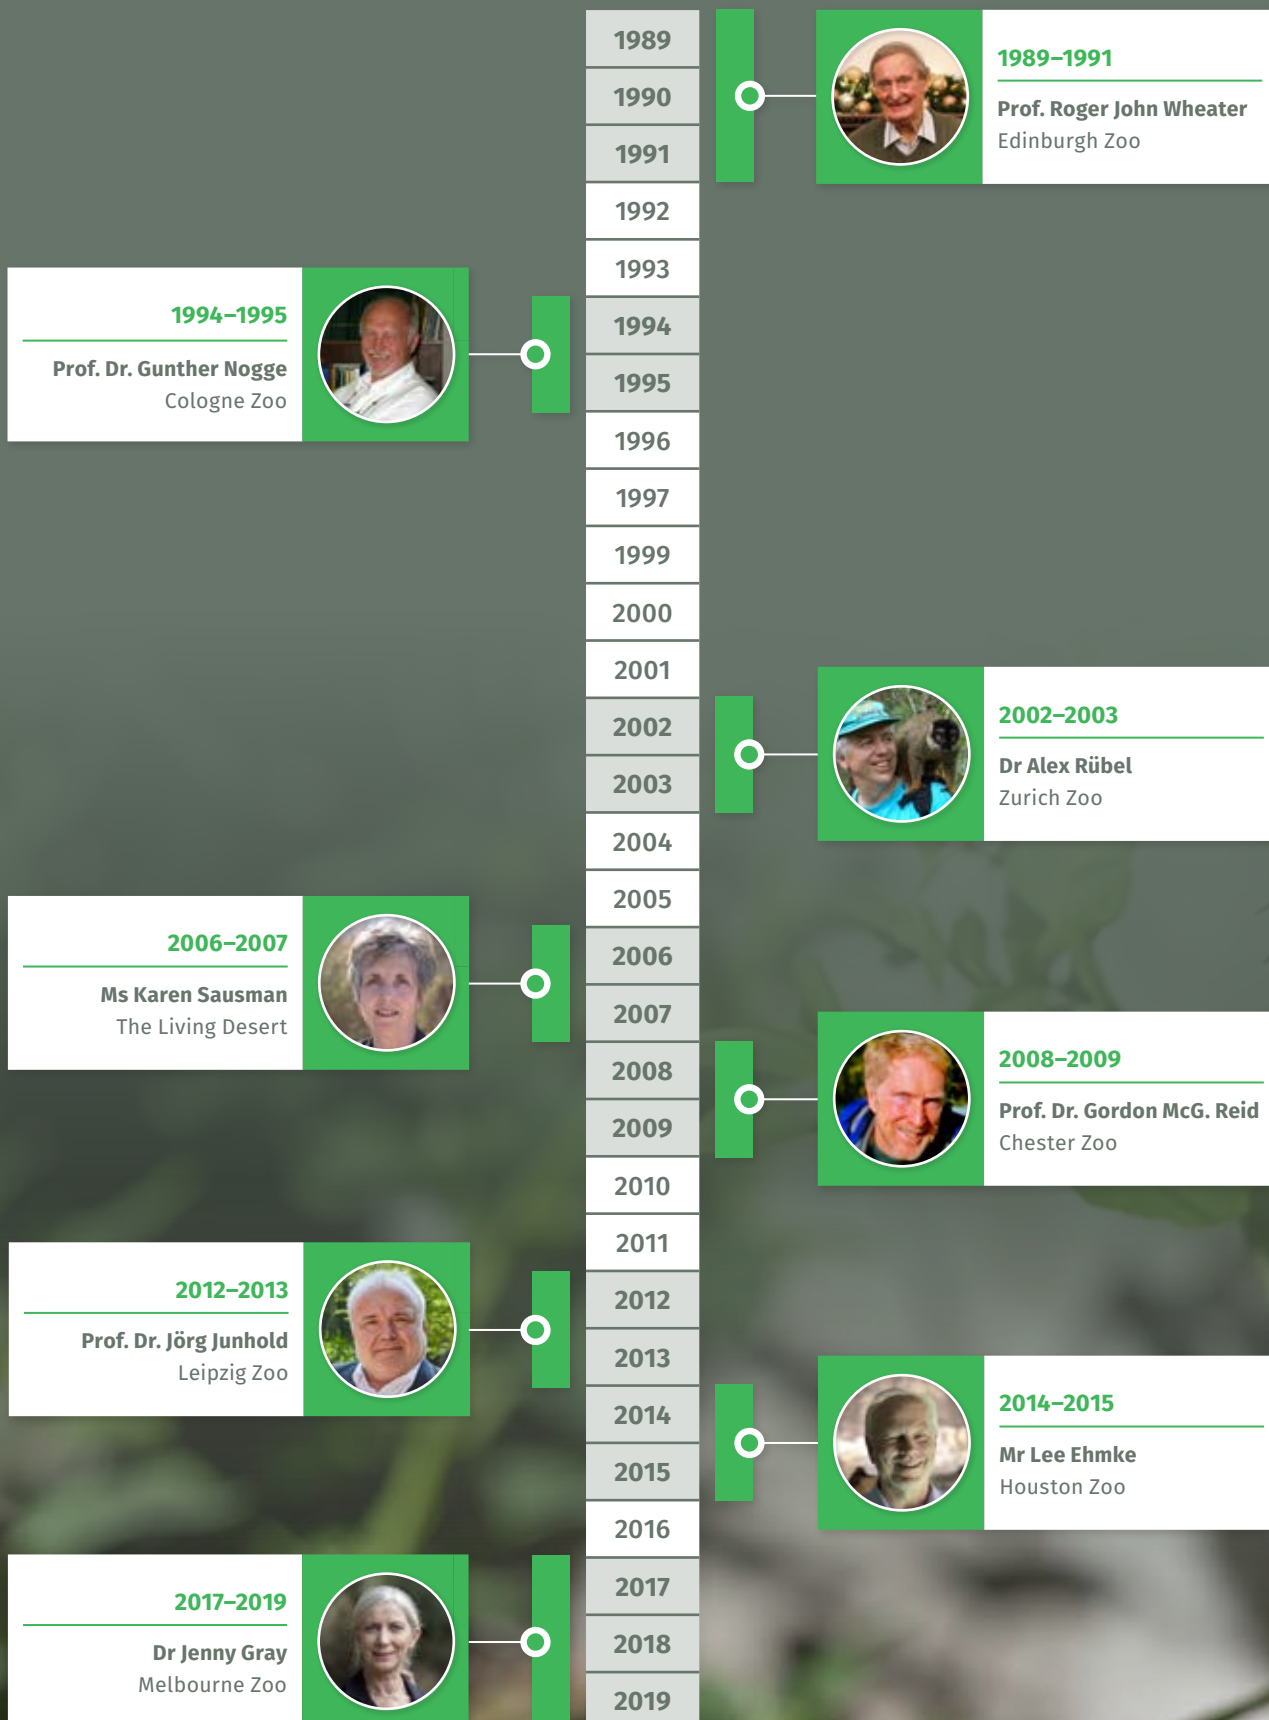 1989
1990
1991
1992
1993
1994
1995
1996
1997
1999
2000
2001
2002
2003
2004
2005
2006
2007
2008
2009
2010
2011
2012
2013
2014
2015
2016
2017
2018
2019
1989–1991
Prof. Roger John Wheater
Edinburgh Zoo
1994–1995
Prof. Dr. Gunther Nogge
Cologne Zoo
2002–2003
Dr Alex Rübel
Zurich Zoo
2006–2007
Ms Karen Sausman
The Living Desert
2008–2009
Prof. Dr. Gordon McG. Reid
Chester Zoo
2012–2013
Prof. Dr. Jörg Junhold
Leipzig Zoo
2014–2015
Mr Lee Ehmke
Houston Zoo
2017–2019
Dr Jenny Gray
Melbourne Zoo